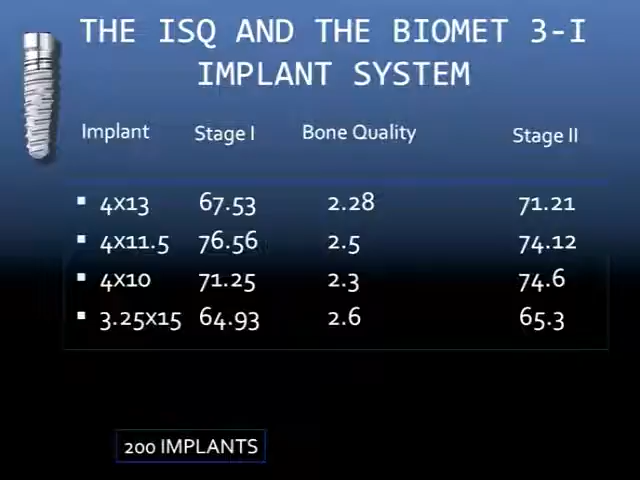 THE ISQ AND THE BIOMET 3-I
IMPLANT SYSTEM
Implant Stage I Bone Quality Stage II
▪ 4x13 67.53 2.28 71.21
▪ 4x11.5 76.56 2.5 74.12
▪ 4x10 71.25 2.3 74.6
▪ 3.25x15 64.93 2.6 65.3
200 IMPLANTS